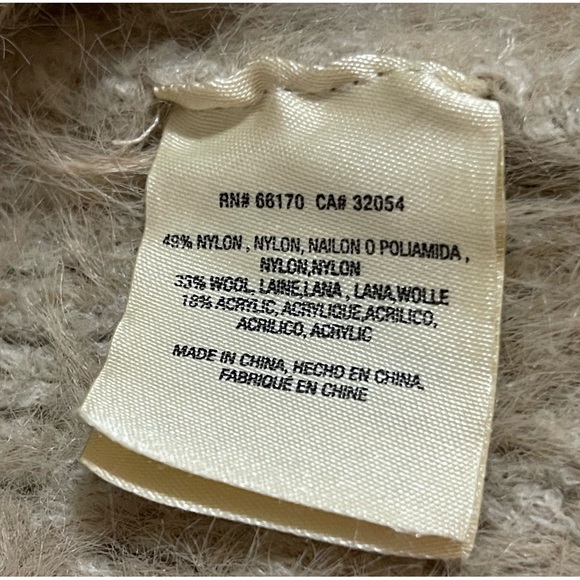 RN# 66170 CA# 32054
49% NYLON , NYLON, NAILON O POLIAMIDA ,
NYLON,NYLON
33% WOOL, LAINE,LANA , LANA,WOLLE
18% ACRYLIC, ACRYLIQUE,ACRILICO,
ACRILICO, ACRYLIC
MADE IN CHINA, HECHO EN CHINA,
FABRIQUÉ EN CHINE